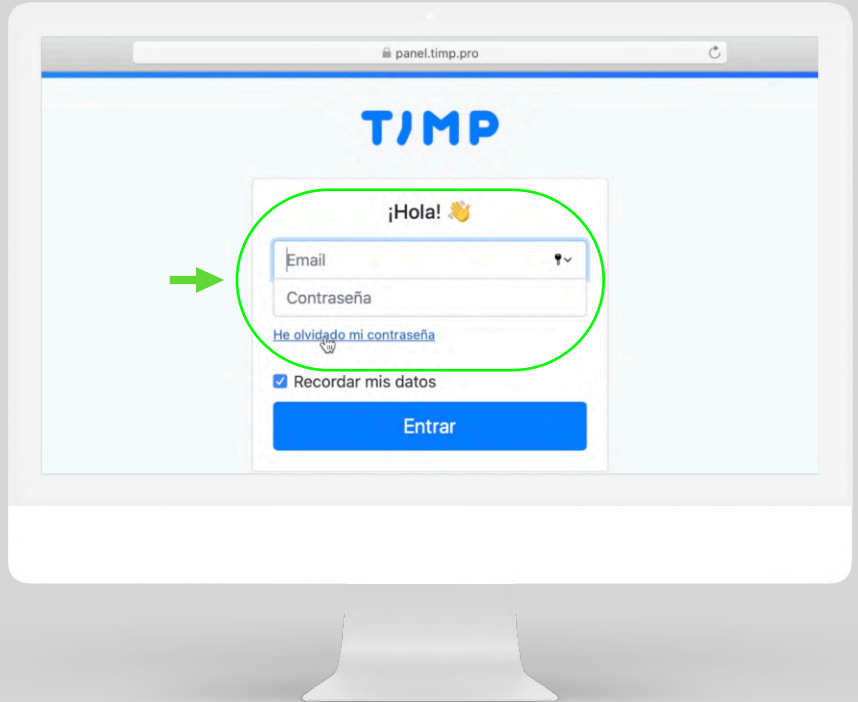 panel.timp.pro
TIMP
¡Hola! 👋
Email
Contraseña
He olvidado mi contraseña
Recordar mis datos
Entrar